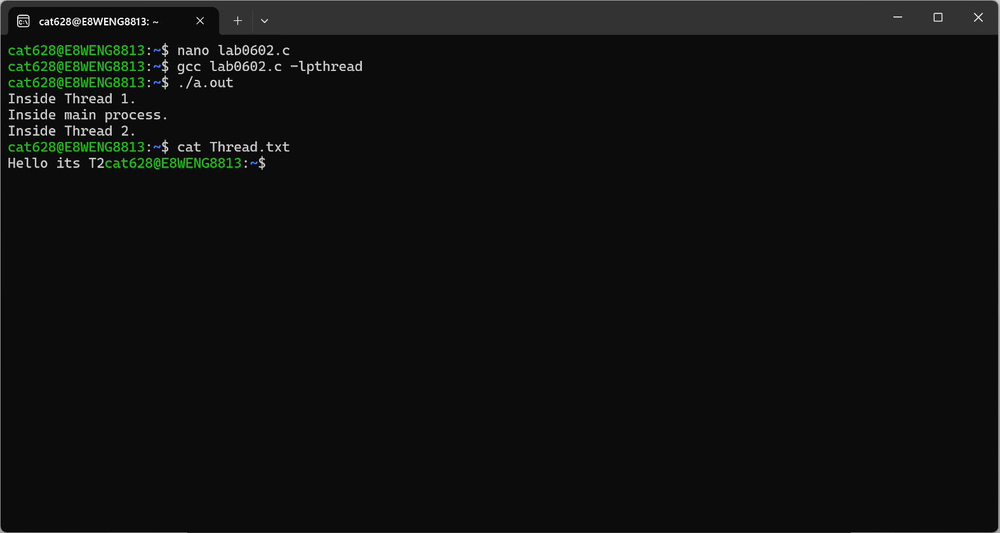 cat628@E8WENG8813: ~
cat628@E8WENG8813:~$ nano lab0602.c
cat628@E8WENG8813:~$ gcc lab0602.c -lpthread
cat628@E8WENG8813:~$ ./a.out
Inside Thread 1.
Inside main process.
Inside Thread 2.
cat628@E8WENG8813:~$ cat Thread.txt
Hello its T2cat628@E8WENG8813:~$